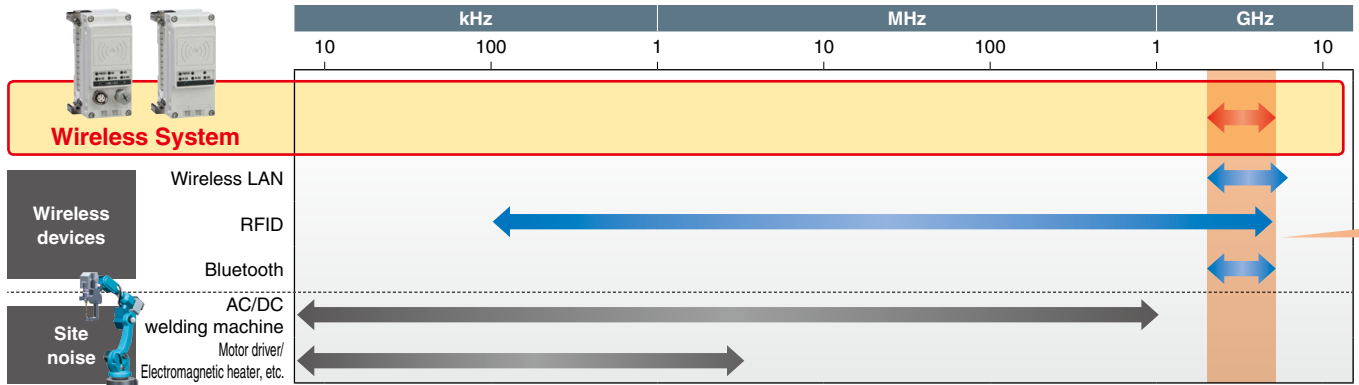 kHz MHz GHz
10 100 1 10 100 1 10
Wireless System
Wireless LAN
Wireless
devices
RFID
Bluetooth
AC/DC
welding machine
Site
noise
Motor driver/
Electromagnetic heater, etc.